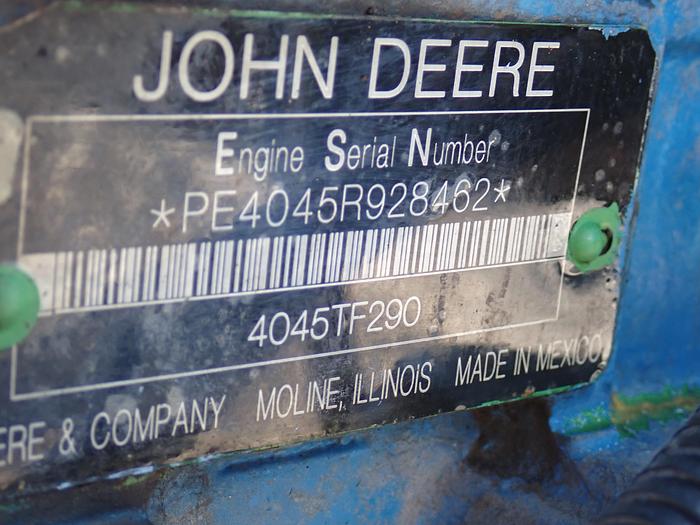 JOHN DEERE
Engine Serial Number
*PE4045R928462*
4045TF290
ERE & COMPANY MOLINE, ILLINOIS MADE IN MEXICO